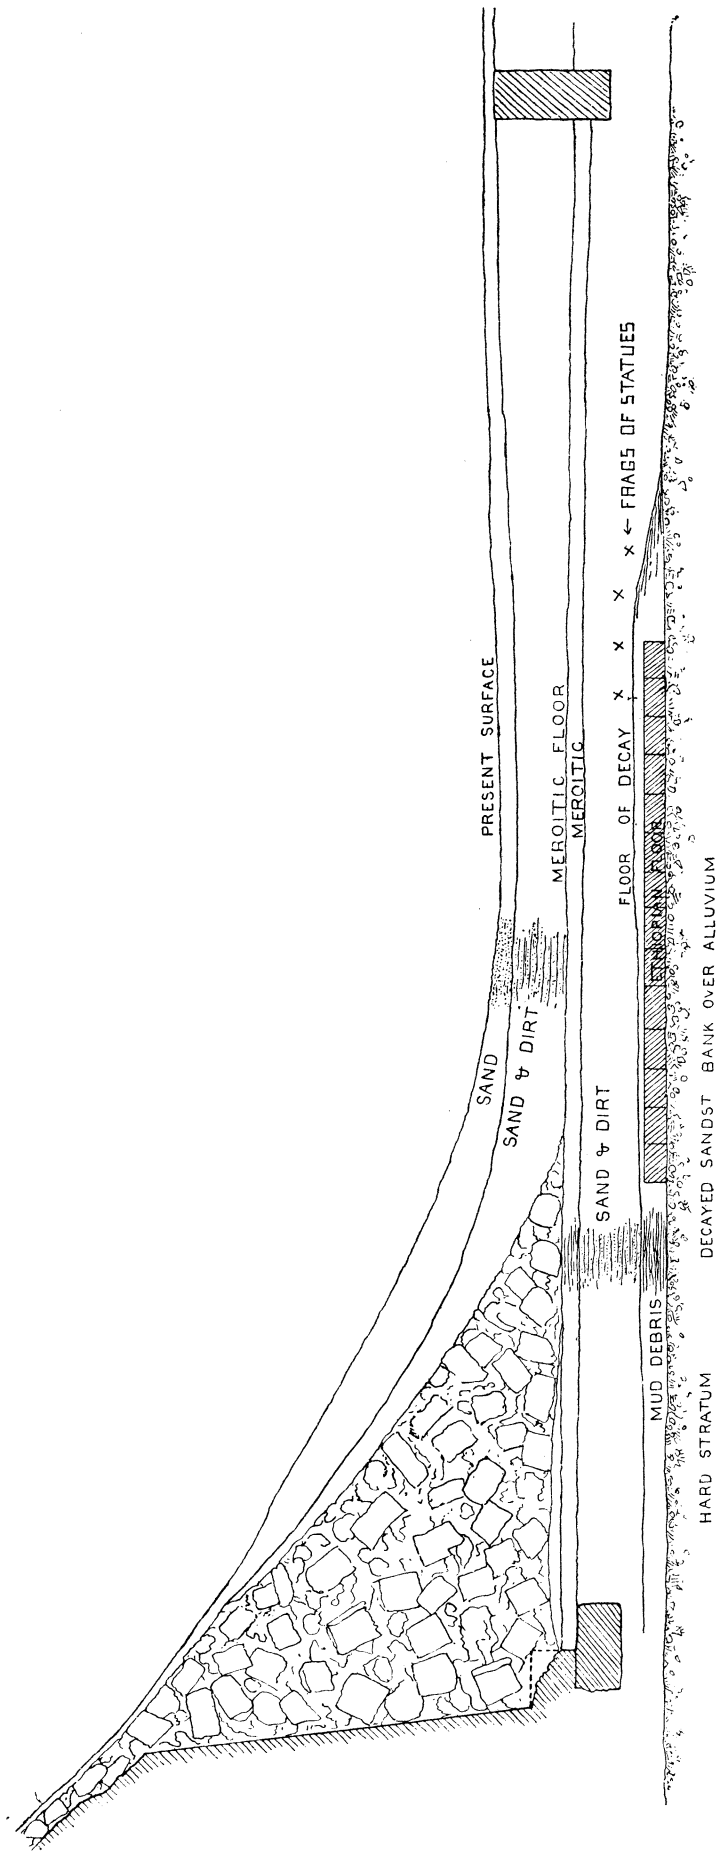 PRESENT SURFACE
SAND
SAND & DIRT
MEROITIC FLOOR
MEROITIC
SAND & DIRT
x ← FRAGS OF STATUES
x
x
x
FLOOR OF DECAY
ETHIOPIAN FLOOR
MUD DEBRIS
HARD STRATUM
DECAYED SANDST BANK OVER ALLUVIUM